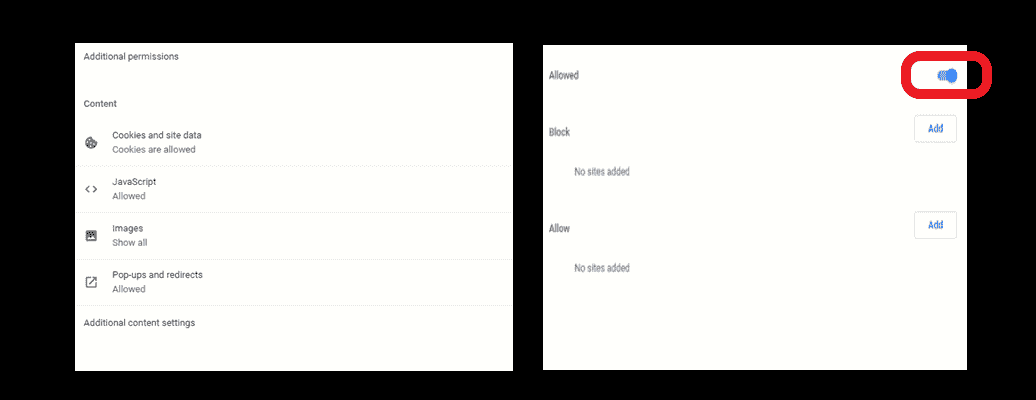 Additional permissions
Content
Cookies and site data
Cookies are allowed
JavaScript
Allowed
Images
Show all
Pop-ups and redirects
Allowed
Additional content settings
Allowed
Block
Add
No sites added
Allow
Add
No sites added